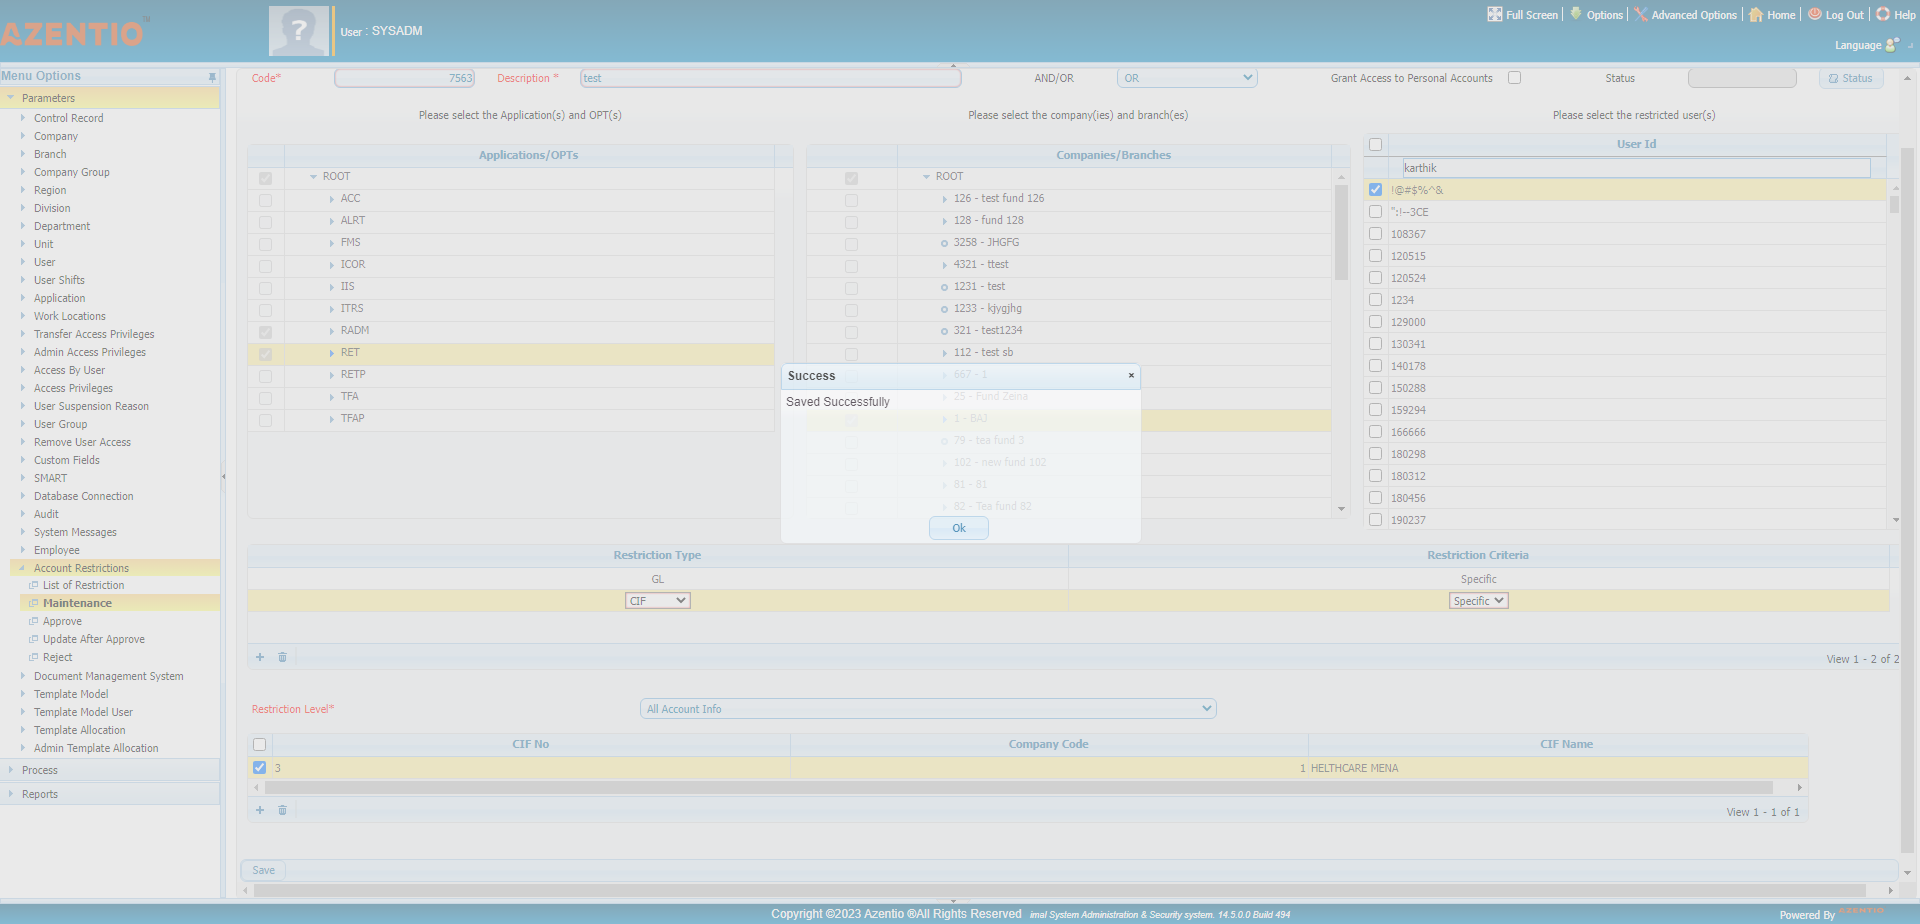 AZENTIO
User : SYSADM
Full Screen
Options
Advanced Options
Home
Log Out
Help
Language
Menu Options
Parameters
Control Record
Company
Branch
Company Group
Region
Division
Department
Unit
User
User Shifts
Application
Work Locations
Transfer Access Privileges
Admin Access Privileges
Access By User
Access Privileges
User Suspension Reason
User Group
Remove User Access
Custom Fields
SMART
Database Connection
Audit
System Messages
Employee
Account Restrictions
List of Restriction
Maintenance
Approve
Update After Approve
Reject
Document Management System
Template Model
Template Model User
Template Allocation
Admin Template Allocation
Process
Reports
Code* 7563 Description * test AND/OR OR Grant Access to Personal Accounts Status Status
Please select the Application(s) and OPT(s)
Applications/OPTs
ROOT
ACC
ALRT
FMS
ICOR
IIS
ITRS
RADM
RET
RETP
TFA
TFAP
Please select the company(ies) and branch(es)
Companies/Branches
ROOT
126 - test fund 126
128 - fund 128
3258 - JHGFG
4321 - ttest
1231 - test
1233 - kjygjhg
321 - test1234
112 - test sb
667 - 1
25 - Fund Zeina
1 - BAJ
79 - tea fund 3
102 - new fund 102
81 - 81
82 - Tea fund 82
Please select the restricted user(s)
User Id
karthik
!@#$%^&
":!--3CE
108367
120515
120524
1234
129000
130341
140178
150288
159294
166666
180298
180312
180456
190237
Success
×
Saved Successfully
Ok
Restriction Type Restriction Criteria
GL Specific
CIF Specific
View 1 - 2 of 2
Restriction Level* All Account Info
CIF No Company Code CIF Name
3 1 HELTHCARE MENA
View 1 - 1 of 1
Save
Copyright ©2023 Azentio ®All Rights Reserved imal System Administration & Security system. 14.5.0.0 Build 494
Powered By AZENTIO